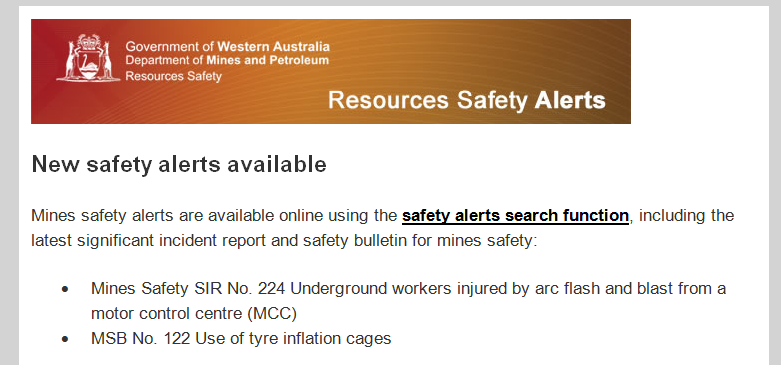 Government of Western Australia
Department of Mines and Petroleum
Resources Safety
Resources Safety Alerts
New safety alerts available
Mines safety alerts are available online using the safety alerts search function, including the
latest significant incident report and safety bulletin for mines safety:
• Mines Safety SIR No. 224 Underground workers injured by arc flash and blast from a
motor control centre (MCC)
• MSB No. 122 Use of tyre inflation cages